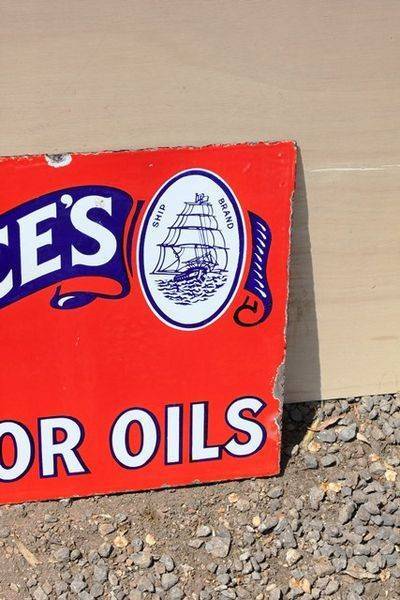 CE'S
SHIP BRAND
OR OILS